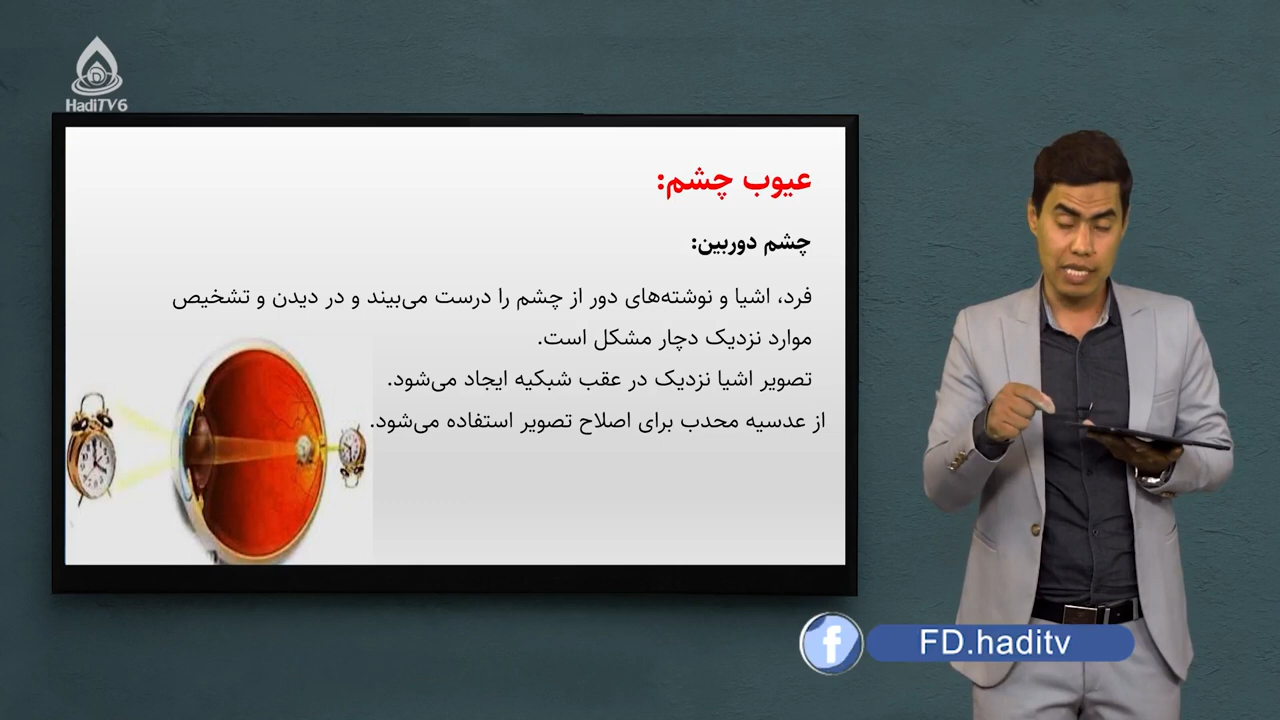 HadiTV6
عیوب چشم:
چشم دوربین:
فرد، اشیا و نوشته‌های دور از چشم را درست می‌بیند و در دیدن و تشخیص
موارد نزدیک دچار مشکل است.
تصویر اشیا نزدیک در عقب شبکیه ایجاد می‌شود.
از عدسیه محدب برای اصلاح تصویر استفاده می‌شود.
FD.haditv